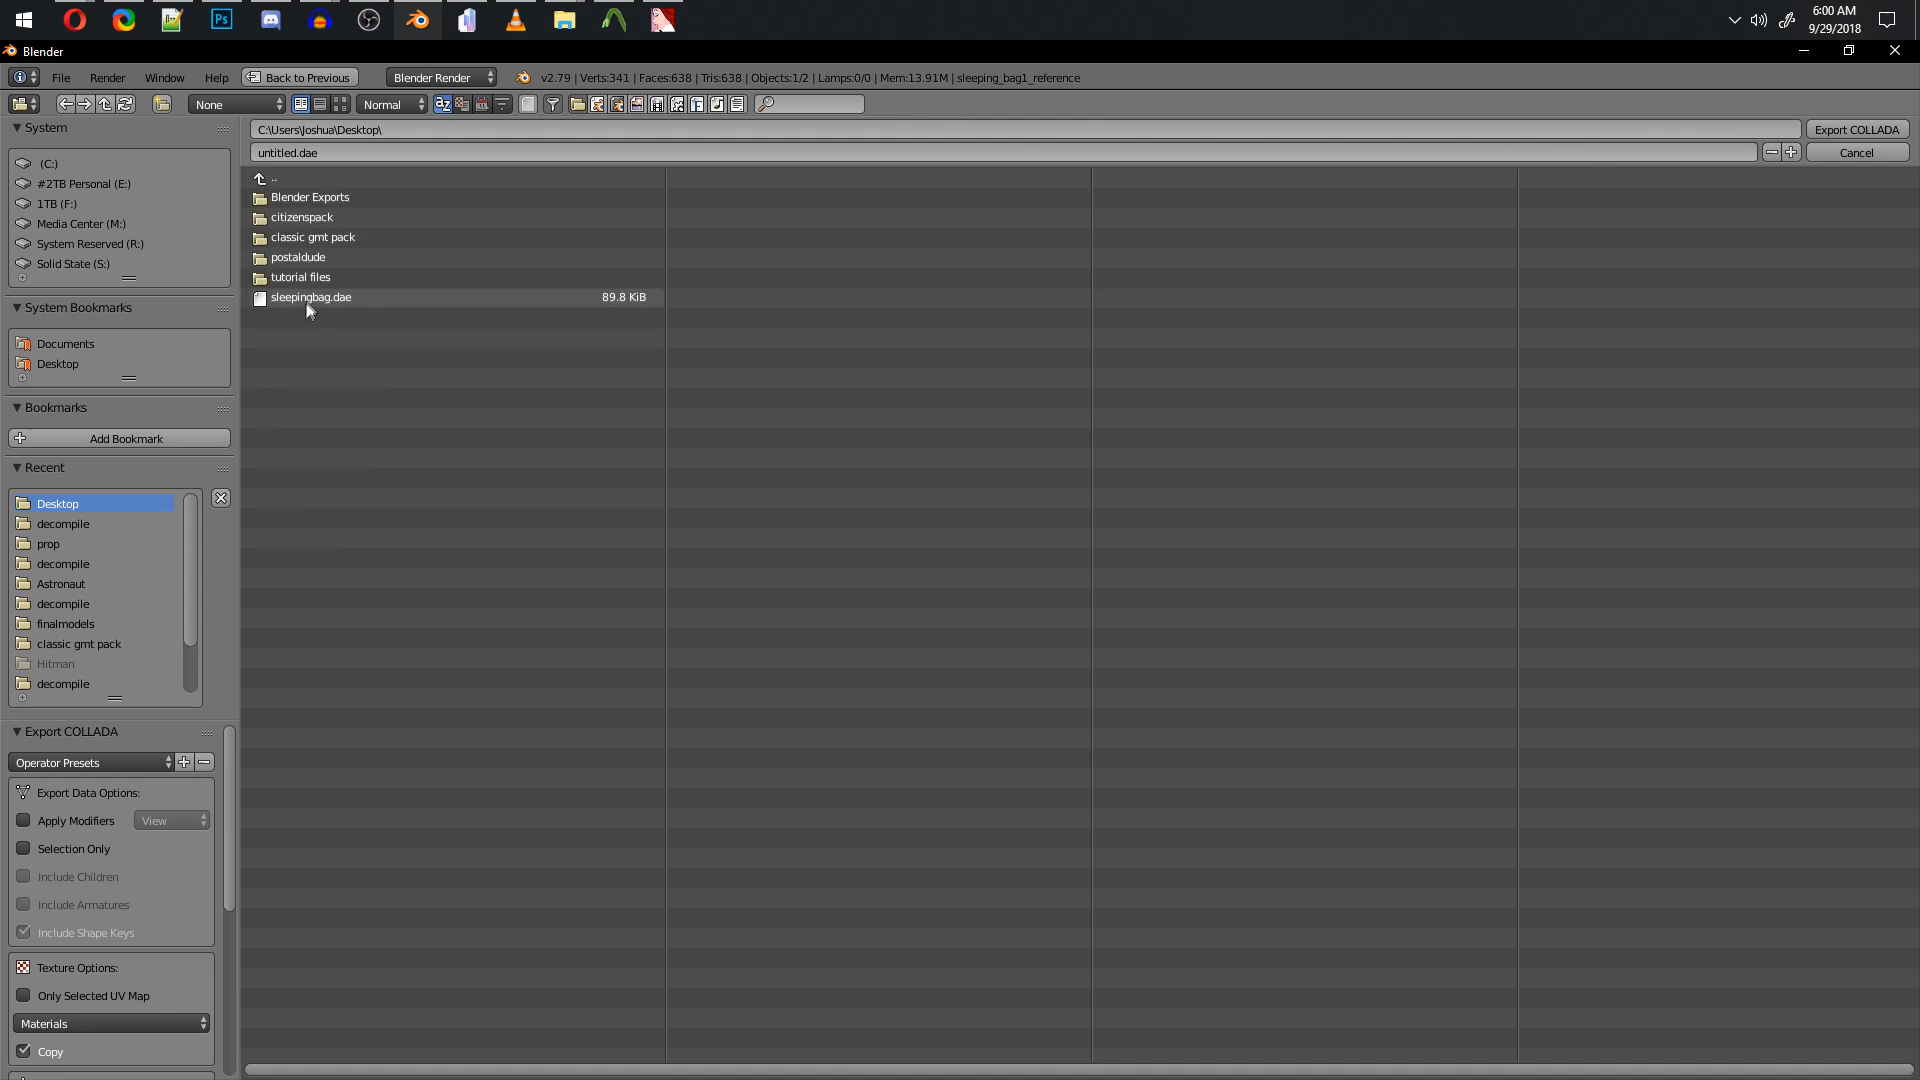 Ps
6:00 AM
9/29/2018
Blender
File Render Window Help Back to Previous Blender Render v2.79 | Verts:341 | Faces:638 | Tris:638 | Objects:1/2 | Lamps:0/0 | Mem:13.91M | sleeping_bag1_reference
None Normal
System
C:\Users\Joshua\Desktop\ Export COLLADA
untitled.dae Cancel
(C:)
#2TB Personal (E:)
1TB (F:)
Media Center (M:)
System Reserved (R:)
Solid State (S:)
..
Blender Exports
citizenspack
classic gmt pack
postaldude
tutorial files
sleepingbag.dae 89.8 KiB
System Bookmarks
Documents
Desktop
Bookmarks
Add Bookmark
Recent
Desktop
decompile
prop
decompile
Astronaut
decompile
finalmodels
classic gmt pack
Hitman
decompile
Export COLLADA
Operator Presets
Export Data Options:
Apply Modifiers View
Selection Only
Include Children
Include Armatures
Include Shape Keys
Texture Options:
Only Selected UV Map
Materials
Copy